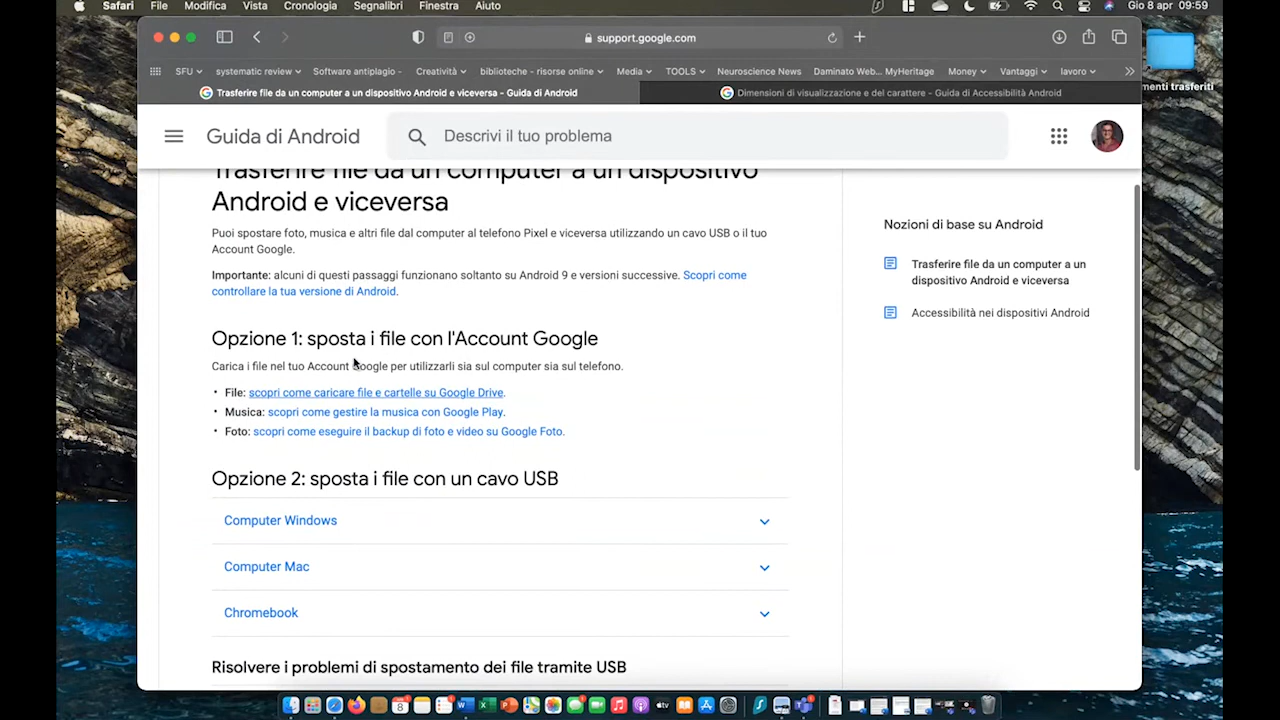 Safari File Modifica Vista Cronologia Segnalibri Finestra Aiuto Gio 8 apr 09:59
support.google.com
SFU systematic review Software antiplagio - Creatività biblioteche - risorse online Media TOOLS Neuroscience News Daminato Web... MyHeritage Money Vantaggi lavoro
Trasferire file da un computer a un dispositivo Android e viceversa - Guida di Android
Dimensioni di visualizzazione e del carattere - Guida di Accessibilità Android
menti trasferiti
Guida di Android
Descrivi il tuo problema
Trasferire file da un computer a un dispositivo
Android e viceversa
Puoi spostare foto, musica e altri file dal computer al telefono Pixel e viceversa utilizzando un cavo USB o il tuo
Account Google.
Importante: alcuni di questi passaggi funzionano soltanto su Android 9 e versioni successive. Scopri come
controllare la tua versione di Android.
Opzione 1: sposta i file con l'Account Google
Carica i file nel tuo Account Google per utilizzarli sia sul computer sia sul telefono.
• File: scopri come caricare file e cartelle su Google Drive.
• Musica: scopri come gestire la musica con Google Play.
• Foto: scopri come eseguire il backup di foto e video su Google Foto.
Opzione 2: sposta i file con un cavo USB
Computer Windows
Computer Mac
Chromebook
Risolvere i problemi di spostamento dei file tramite USB
Nozioni di base su Android
Trasferire file da un computer a un
dispositivo Android e viceversa
Accessibilità nei dispositivi Android